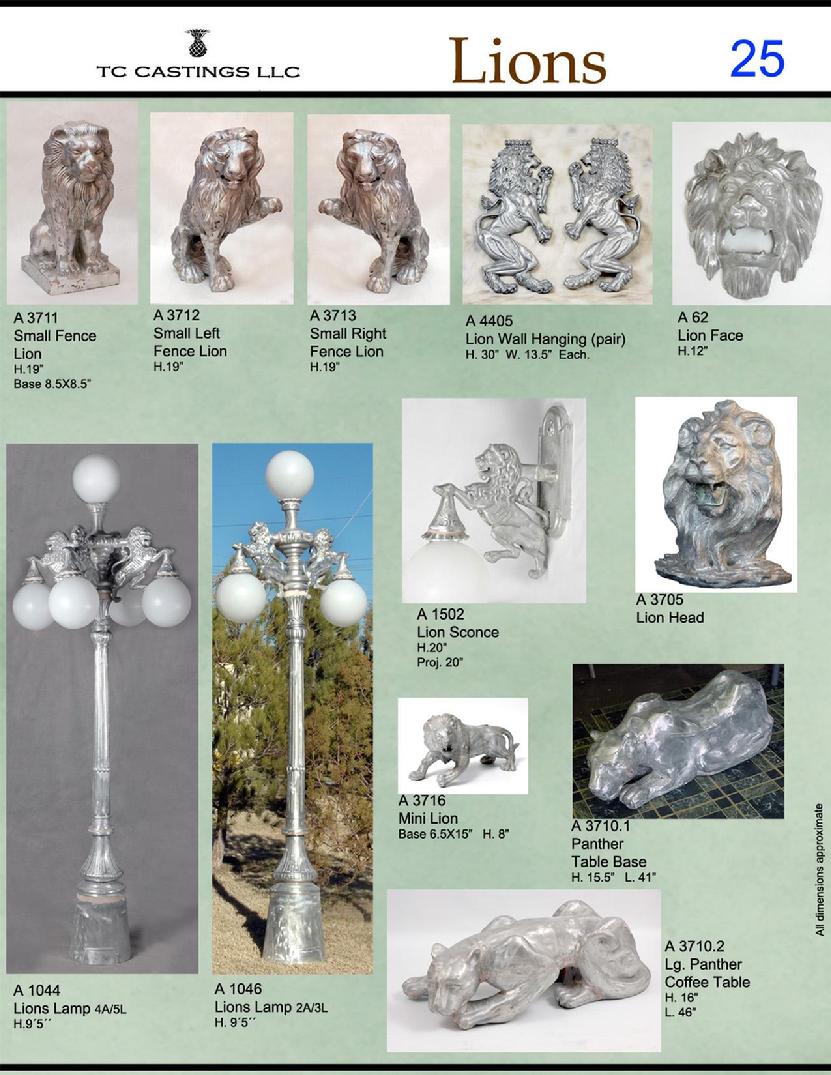 TC CASTINGS LLC
Lions
25
A 3711
Small Fence
Lion
H.19"
Base 8.5X8.5"
A 3712
Small Left
Fence Lion
H.19"
A 3713
Small Right
Fence Lion
H.19"
A 4405
Lion Wall Hanging (pair)
H. 30" W. 13.5" Each.
A 62
Lion Face
H.12"
A 1502
Lion Sconce
H.20"
Proj. 20"
A 3705
Lion Head
A 3716
Mini Lion
Base 6.5X15" H. 8"
A 3710.1
Panther
Table Base
H. 15.5" L. 41"
A 1044
Lions Lamp 4A/5L
H.9´5´´
A 1046
Lions Lamp 2A/3L
H. 9´5´´
A 3710.2
Lg. Panther
Coffee Table
H. 16"
L. 46"
All dimensions approximate